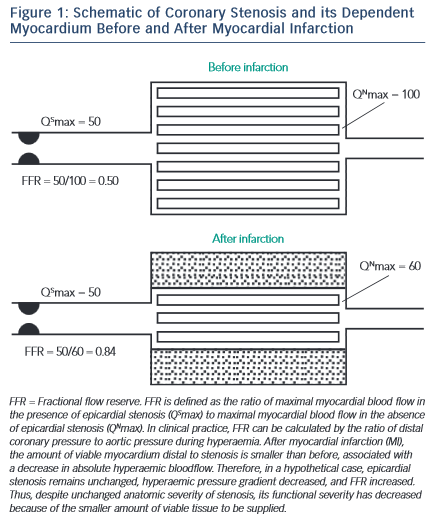 Figure 1: Schematic of Coronary Stenosis and its Dependent
Myocardium Before and After Myocardial Infarction
Before infarction
QSmax = 50
QNmax – 100
FFR = 50/100 = 0.50
After infarction
QSmax – 50
QNmax = 60
FFR = 50/60 = 0.84
FFR = Fractional flow reserve. FFR is defined as the ratio of maximal myocardial blood flow in
the presence of epicardial stenosis (QSmax) to maximal myocardial blood flow in the absence
of epicardial stenosis (QNmax). In clinical practice, FFR can be calculated by the ratio of distal
coronary pressure to aortic pressure during hyperaemia. After myocardial infarction (MI),
the amount of viable myocardium distal to stenosis is smaller than before, associated with
a decrease in absolute hyperaemic bloodflow. Therefore, in a hypothetical case, epicardial
stenosis remains unchanged, hyperaemic pressure gradient decreased, and FFR increased.
Thus, despite unchanged anatomic severity of stenosis, its functional severity has decreased
because of the smaller amount of viable tissue to be supplied.